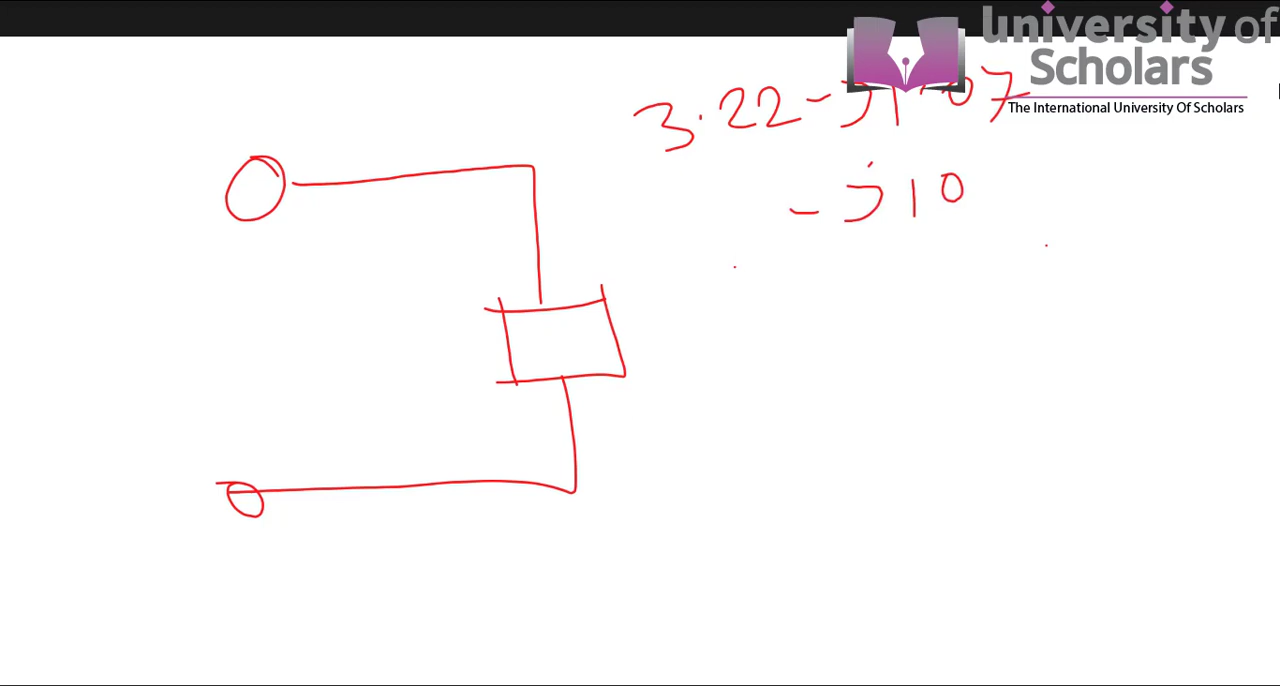 University of
Scholars
The International University Of Scholars
3.22-j1.07
-j10